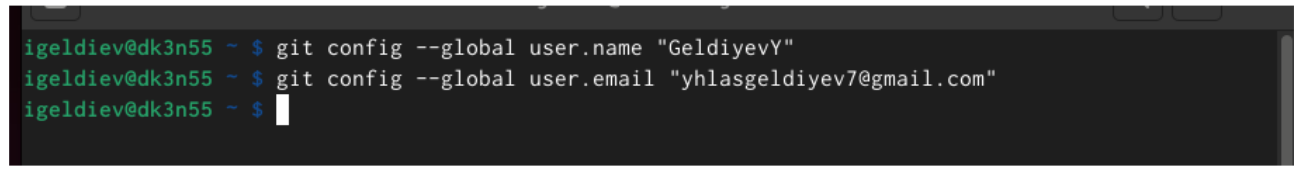 igeldiev@dk3n55 ~ $ git config --global user.name "GeldiyevY"
igeldiev@dk3n55 ~ $ git config --global user.email "yhlasgeldiyev7@gmail.com"
igeldiev@dk3n55 ~ $